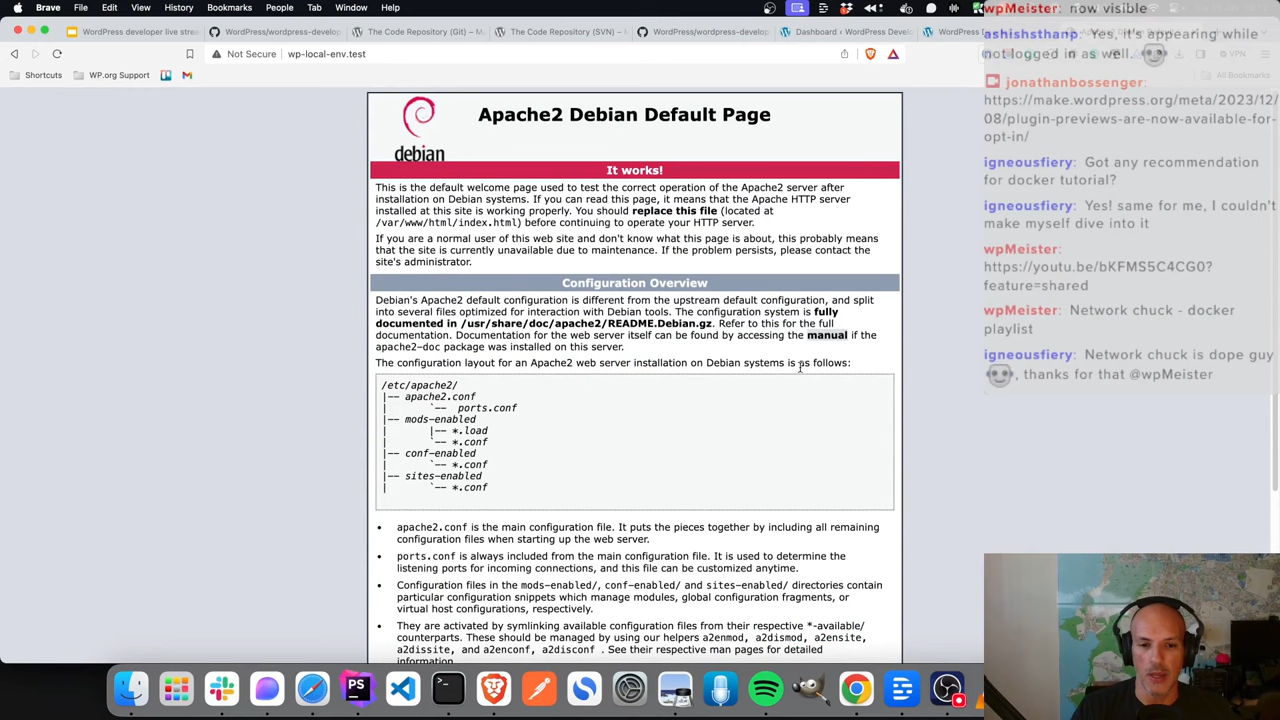 Brave File Edit View History Bookmarks People Tab Window Help
WordPress developer live strea
WordPress/wordpress-develop
The Code Repository (Git) – Ma
The Code Repository (SVN) –
WordPress/wordpress-develop
Dashboard ‹ WordPress Develo
Not Secure wp-local-env.test
VPN
Shortcuts WP.org Support
All Bookmarks
debian
Apache2 Debian Default Page
It works!
This is the default welcome page used to test the correct operation of the Apache2 server after
installation on Debian systems. If you can read this page, it means that the Apache HTTP server
installed at this site is working properly. You should replace this file (located at
/var/www/html/index.html) before continuing to operate your HTTP server.
If you are a normal user of this web site and don't know what this page is about, this probably means
that the site is currently unavailable due to maintenance. If the problem persists, please contact the
site's administrator.
Configuration Overview
Debian's Apache2 default configuration is different from the upstream default configuration, and split
into several files optimized for interaction with Debian tools. The configuration system is fully
documented in /usr/share/doc/apache2/README.Debian.gz. Refer to this for the full
documentation. Documentation for the web server itself can be found by accessing the manual if the
apache2-doc package was installed on this server.
The configuration layout for an Apache2 web server installation on Debian systems is as follows:
/etc/apache2/
|-- apache2.conf
| `-- ports.conf
|-- mods-enabled
| |-- *.load
| `-- *.conf
|-- conf-enabled
| `-- *.conf
|-- sites-enabled
| `-- *.conf
• apache2.conf is the main configuration file. It puts the pieces together by including all remaining
configuration files when starting up the web server.
• ports.conf is always included from the main configuration file. It is used to determine the
listening ports for incoming connections, and this file can be customized anytime.
• Configuration files in the mods-enabled/, conf-enabled/ and sites-enabled/ directories contain
particular configuration snippets which manage modules, global configuration fragments, or
virtual host configurations, respectively.
• They are activated by symlinking available configuration files from their respective *-available/
counterparts. These should be managed by using our helpers a2enmod, a2dismod, a2ensite,
a2dissite, and a2enconf, a2disconf . See their respective man pages for detailed
information.
wpMeister: now visible
ashishsthanp: Yes, it's appearing while
not logged in as well.
jonathanbossenger:
https://make.wordpress.org/meta/2023/12/
08/plugin-previews-are-now-available-for-
opt-in/
igneousfiery: Got any recommendation
for docker tutorial?
igneousfiery: Yes! same for me, I couldn't
make myself dive into it
wpMeister:
https://youtu.be/bKFMS5C4CG0?
feature=shared
wpMeister: Network chuck - docker
playlist
igneousfiery: Network chuck is dope guy
, thanks for that @wpMeister
PS